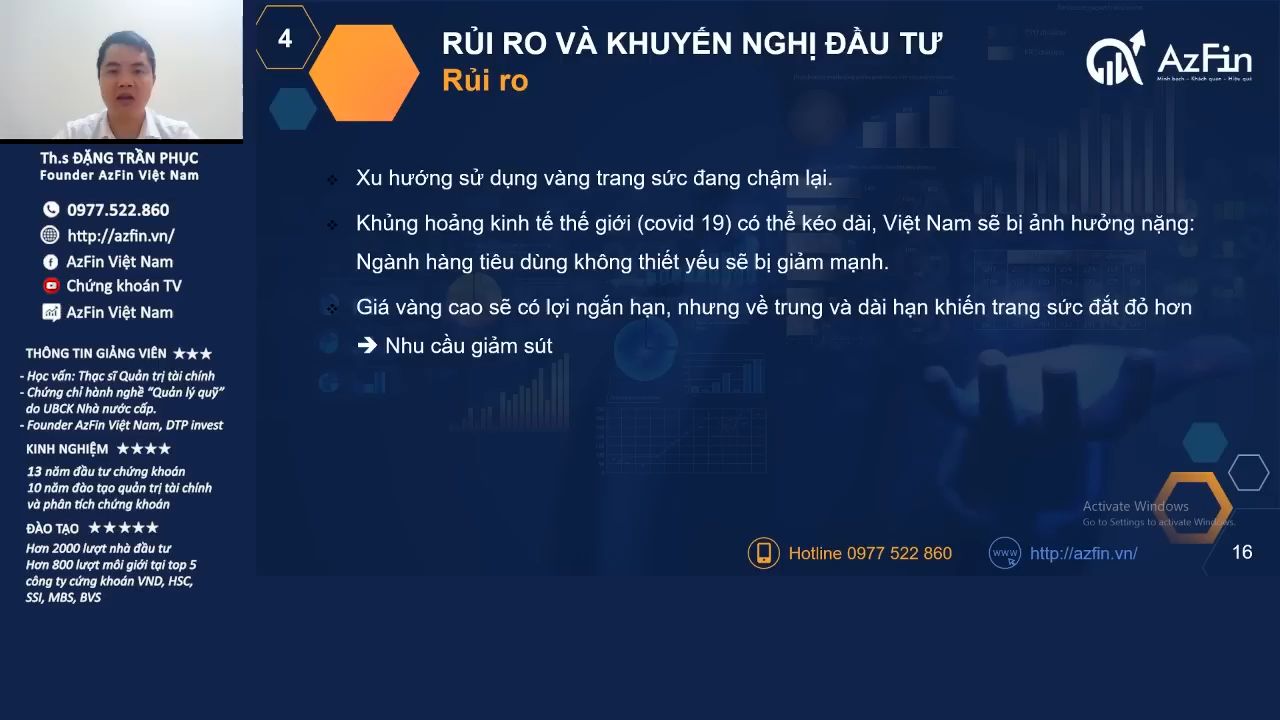 Th.s ĐẶNG TRẦN PHỤC
Founder AzFin Việt Nam
0977.522.860
http://azfin.vn/
AzFin Việt Nam
Chứng khoán TV
AzFin Việt Nam
THÔNG TIN GIẢNG VIÊN ★★★
- Học vấn: Thạc sĩ Quản trị tài chính
- Chứng chỉ hành nghề “Quản lý quỹ”
do UBCK Nhà nước cấp.
- Founder AzFin Việt Nam, DTP invest
KINH NGHIỆM ★★★★
13 năm đầu tư chứng khoán
10 năm đào tạo quản trị tài chính
và phân tích chứng khoán
ĐÀO TẠO ★★★★★
Hơn 2000 lượt nhà đầu tư
Hơn 800 lượt môi giới tại top 5
công ty cứng khoán VND, HSC,
SSI, MBS, BVS
4
RỦI RO VÀ KHUYẾN NGHỊ ĐẦU TƯ
Rủi ro
AzFin
Minh bạch - Khách quan - Hiệu quả
Xu hướng sử dụng vàng trang sức đang chậm lại.
Khủng hoảng kinh tế thế giới (covid 19) có thể kéo dài, Việt Nam sẽ bị ảnh hưởng nặng:
Ngành hàng tiêu dùng không thiết yếu sẽ bị giảm mạnh.
Giá vàng cao sẽ có lợi ngắn hạn, nhưng về trung và dài hạn khiến trang sức đắt đỏ hơn
➔ Nhu cầu giảm sút
Activate Windows
Go to Settings to activate Windows.
Hotline 0977 522 860
www
http://azfin.vn/
16